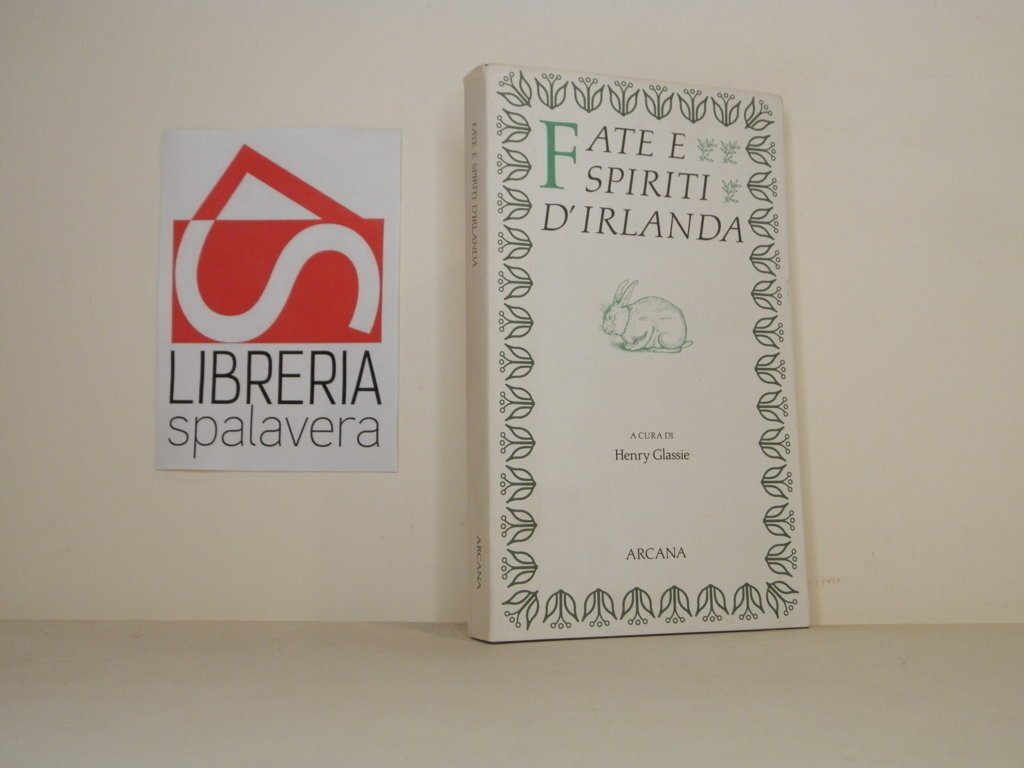 LIBRERIA
spalavera
FATE E SPIRITI D'IRLANDA
ARCANA
FATE E
SPIRITI
D'IRLANDA
A CURA DI
Henry Glassie
ARCANA